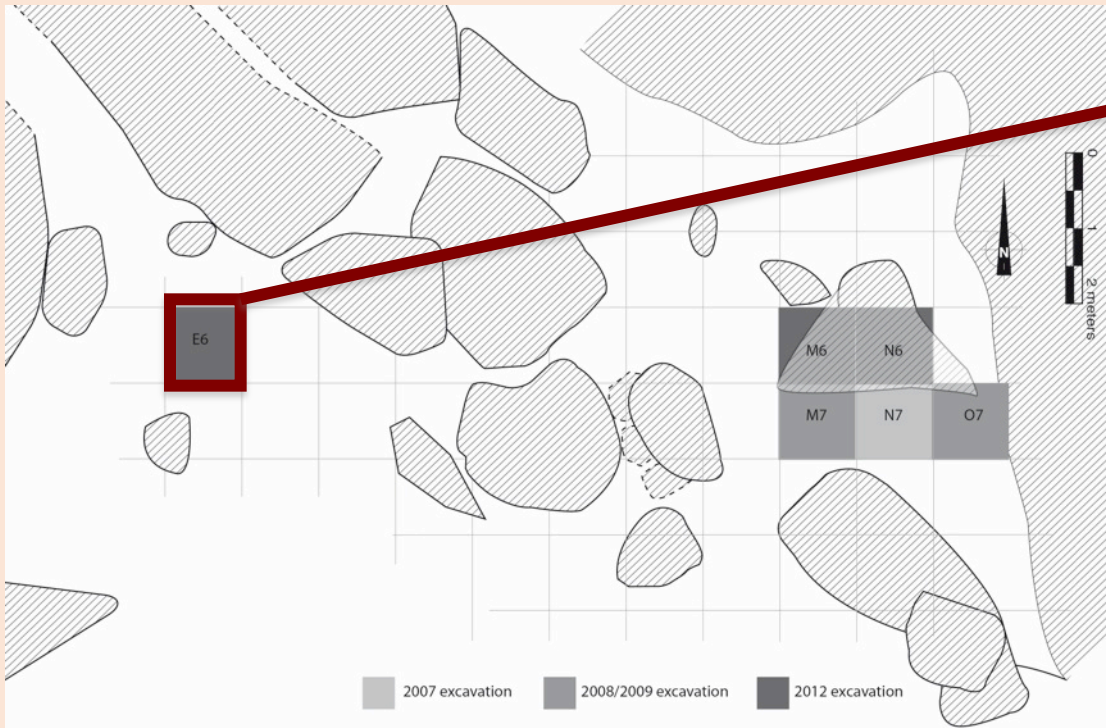 0
1
2 meters
N
E6
M6
N6
M7
N7
O7
2007 excavation
2008/2009 excavation
2012 excavation